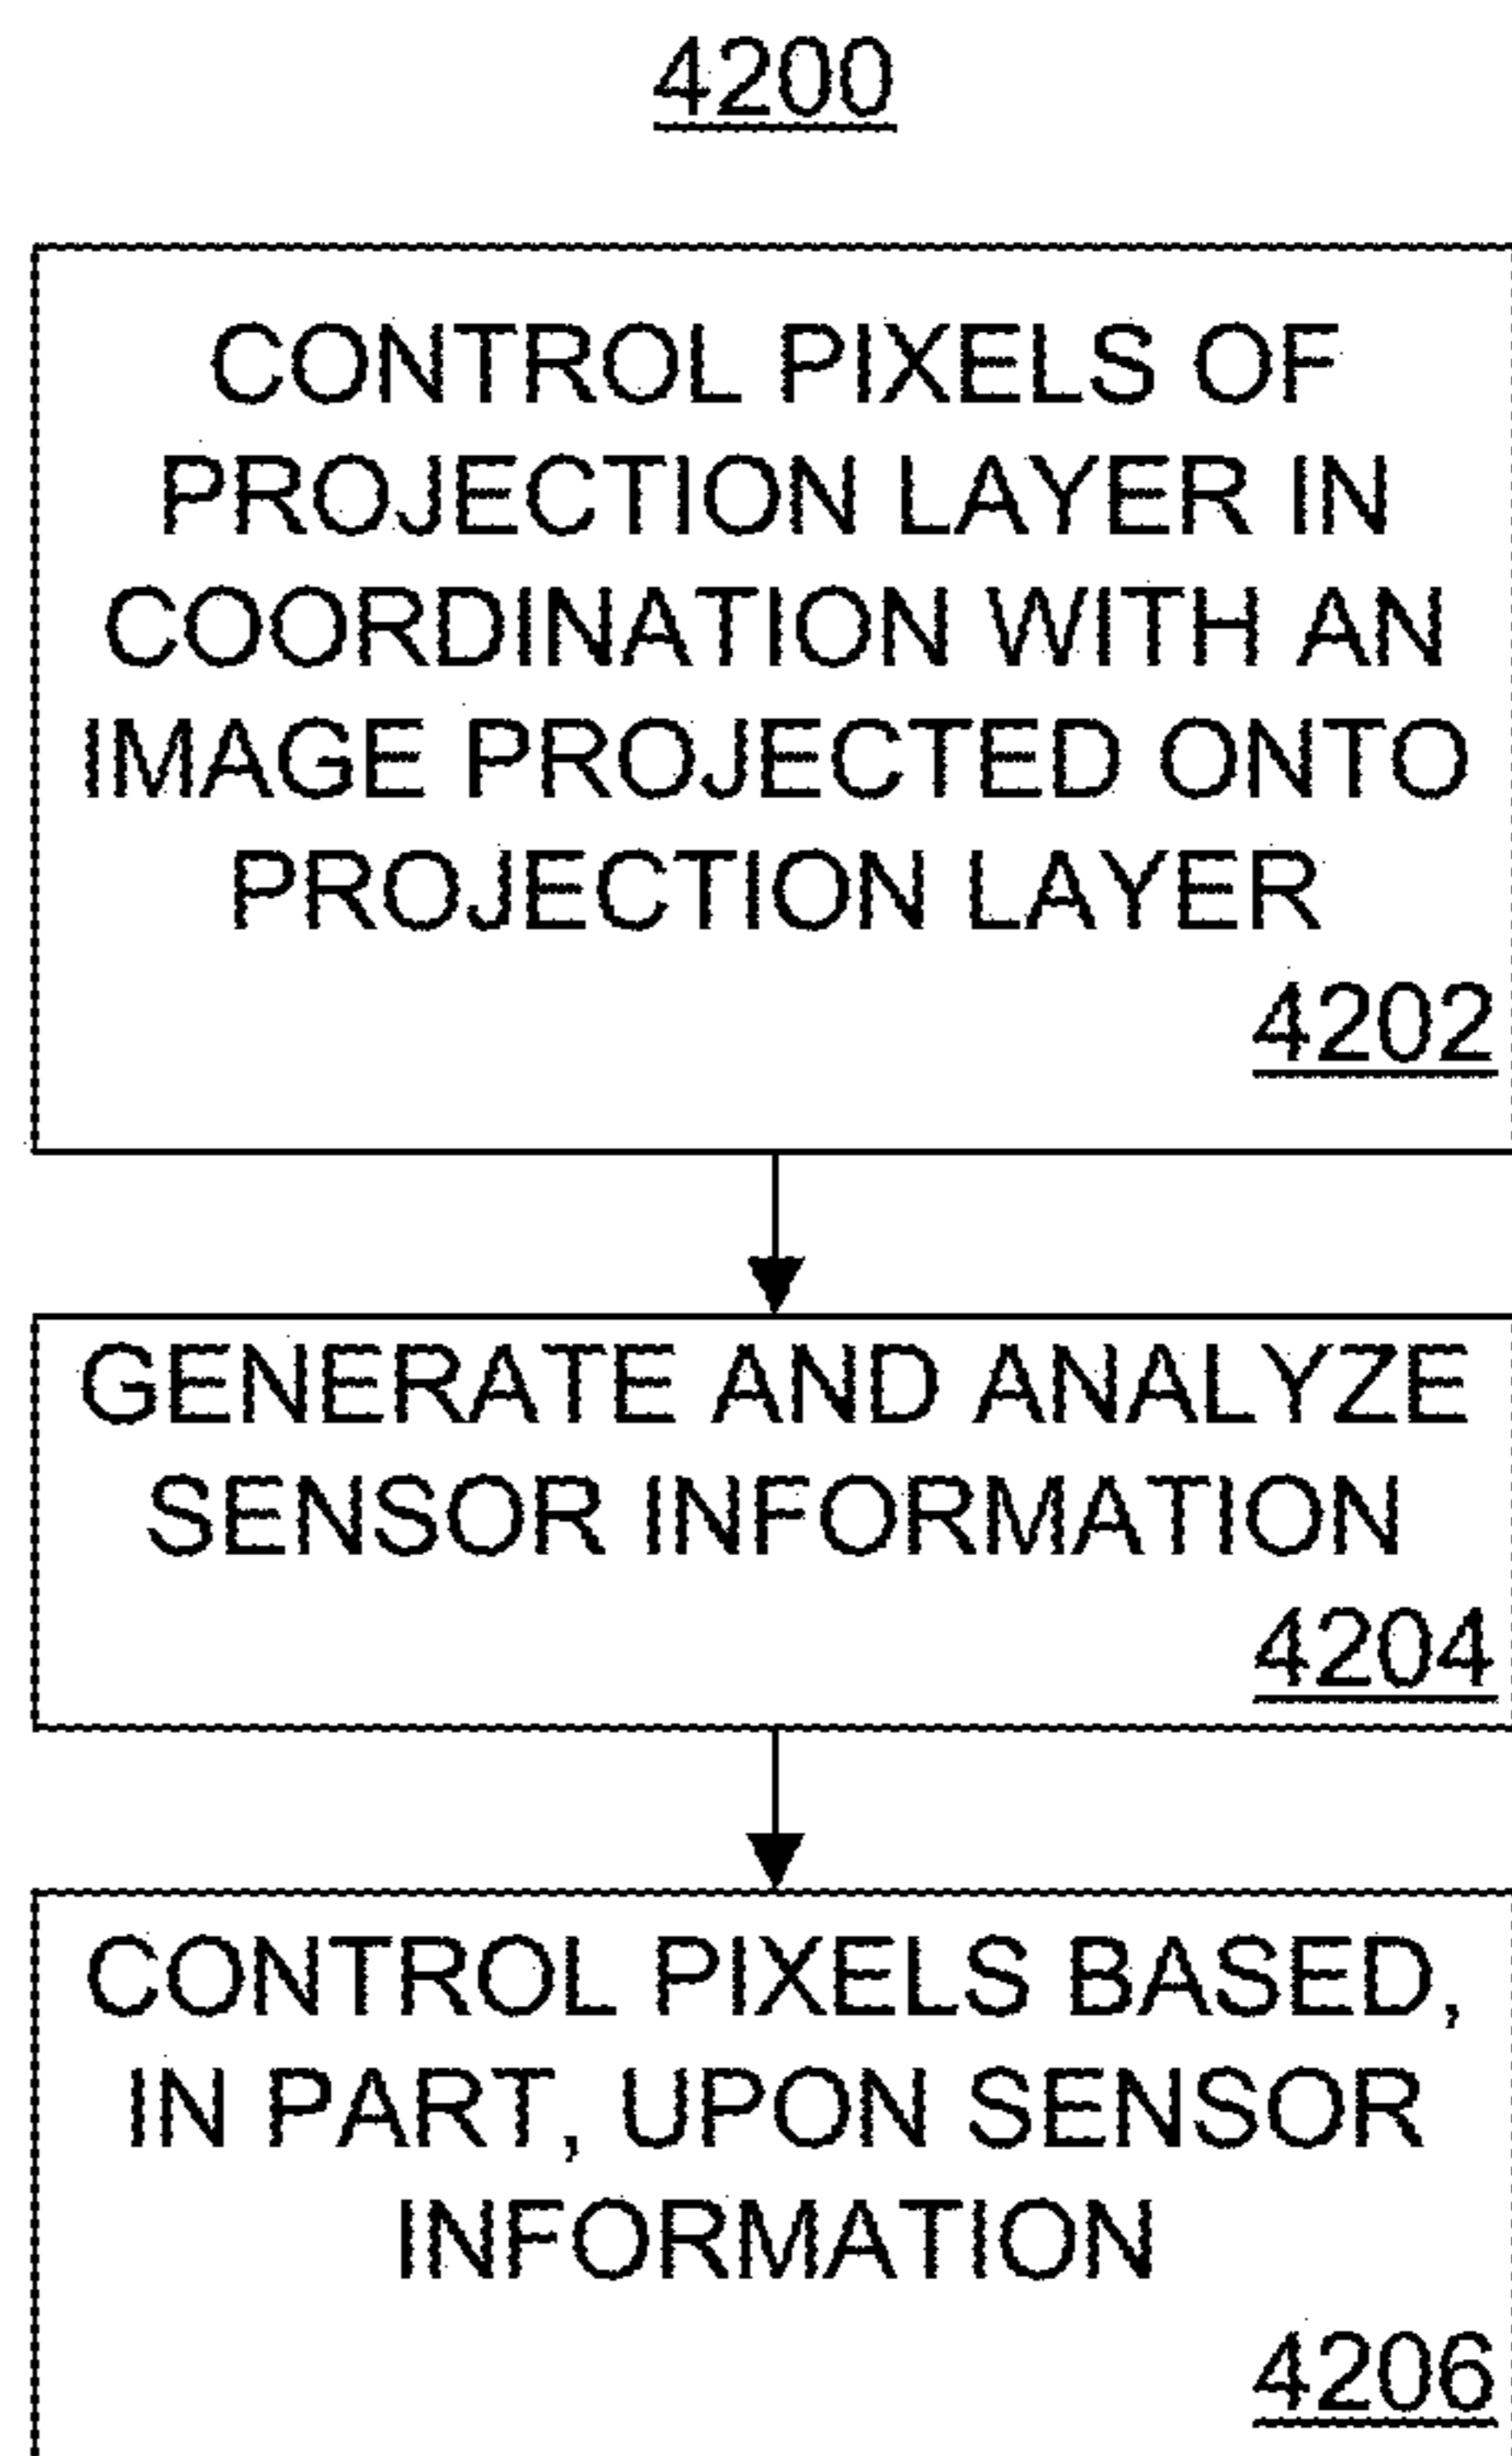 4200
CONTROL PIXELS OF
PROJECTION LAYER IN
COORDINATION WITH AN
IMAGE PROJECTED ONTO
PROJECTION LAYER
4202
GENERATE AND ANALYZE
SENSOR INFORMATION
4204
CONTROL PIXELS BASED,
IN PART, UPON SENSOR
INFORMATION
4206